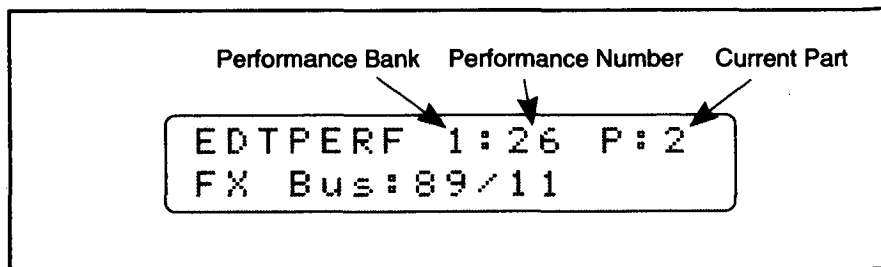 Performance Bank Performance Number Current Part
EDTPERF 1:26 P:2
FX Bus:89/11